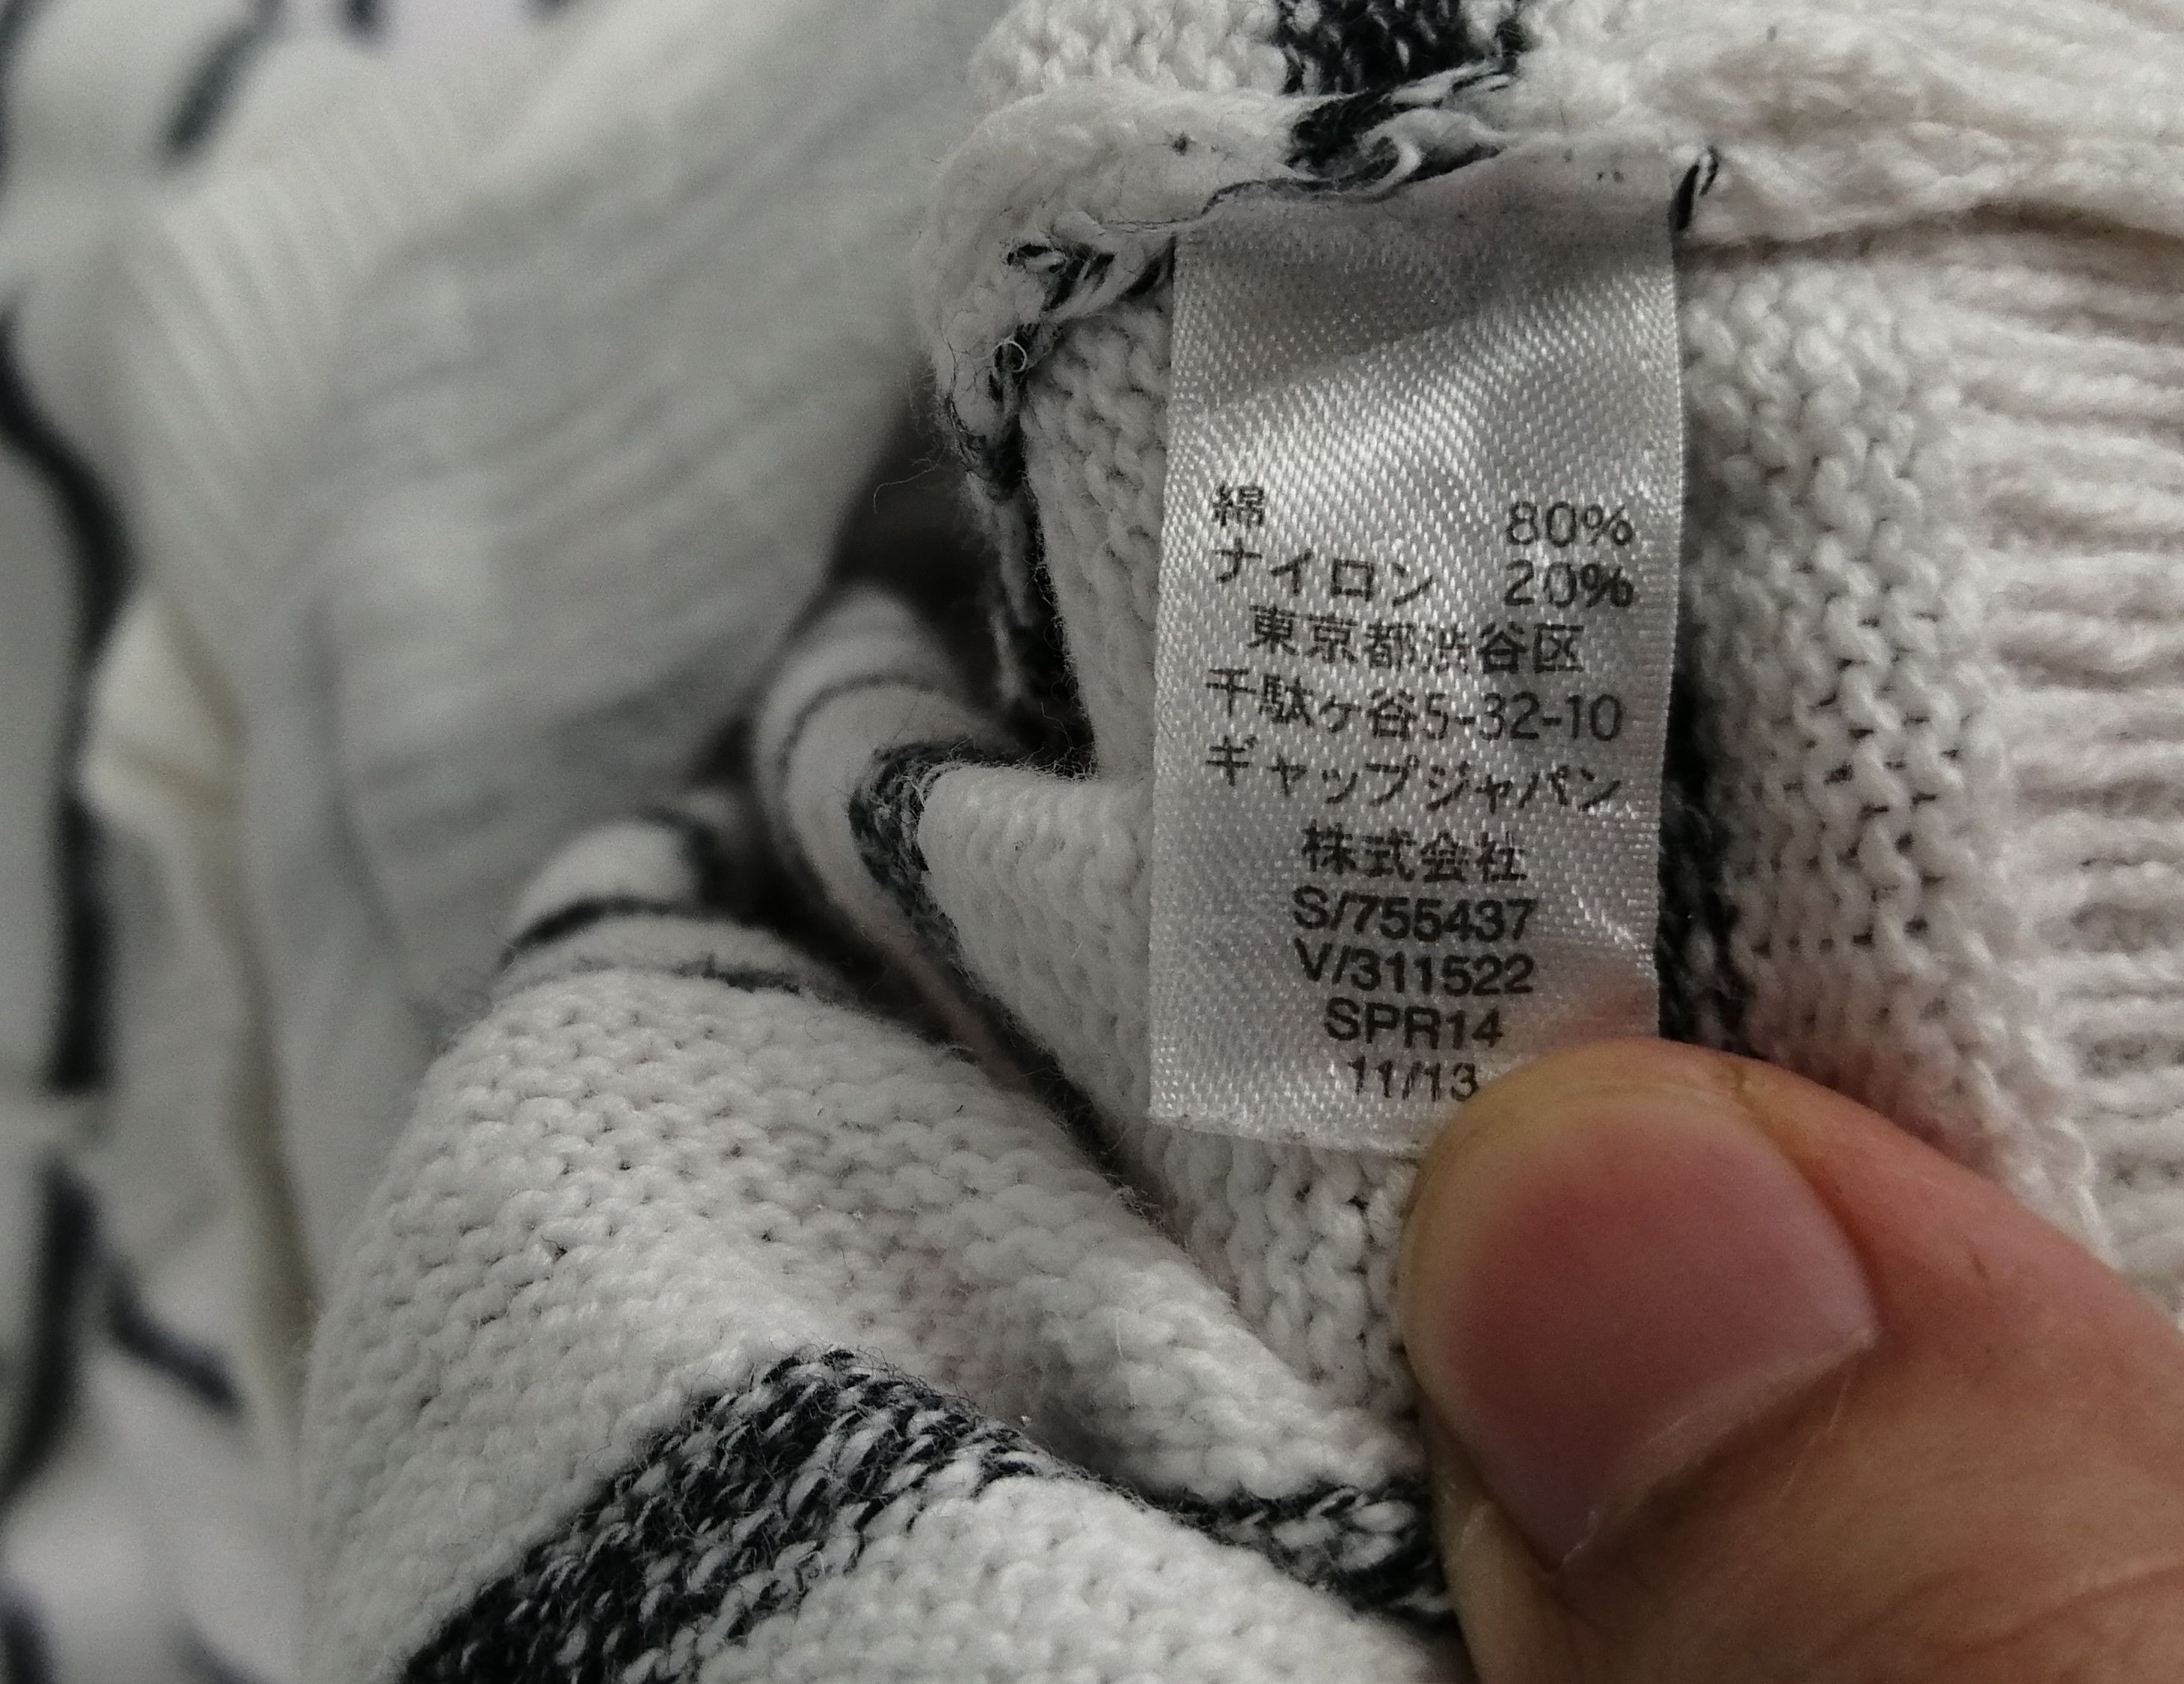 綿 80%
ナイロン 20%
東京都渋谷区
千駄ヶ谷5-32-10
ギャップジャパン
株式会社
S/755437
V/311522
SPR14
11/13